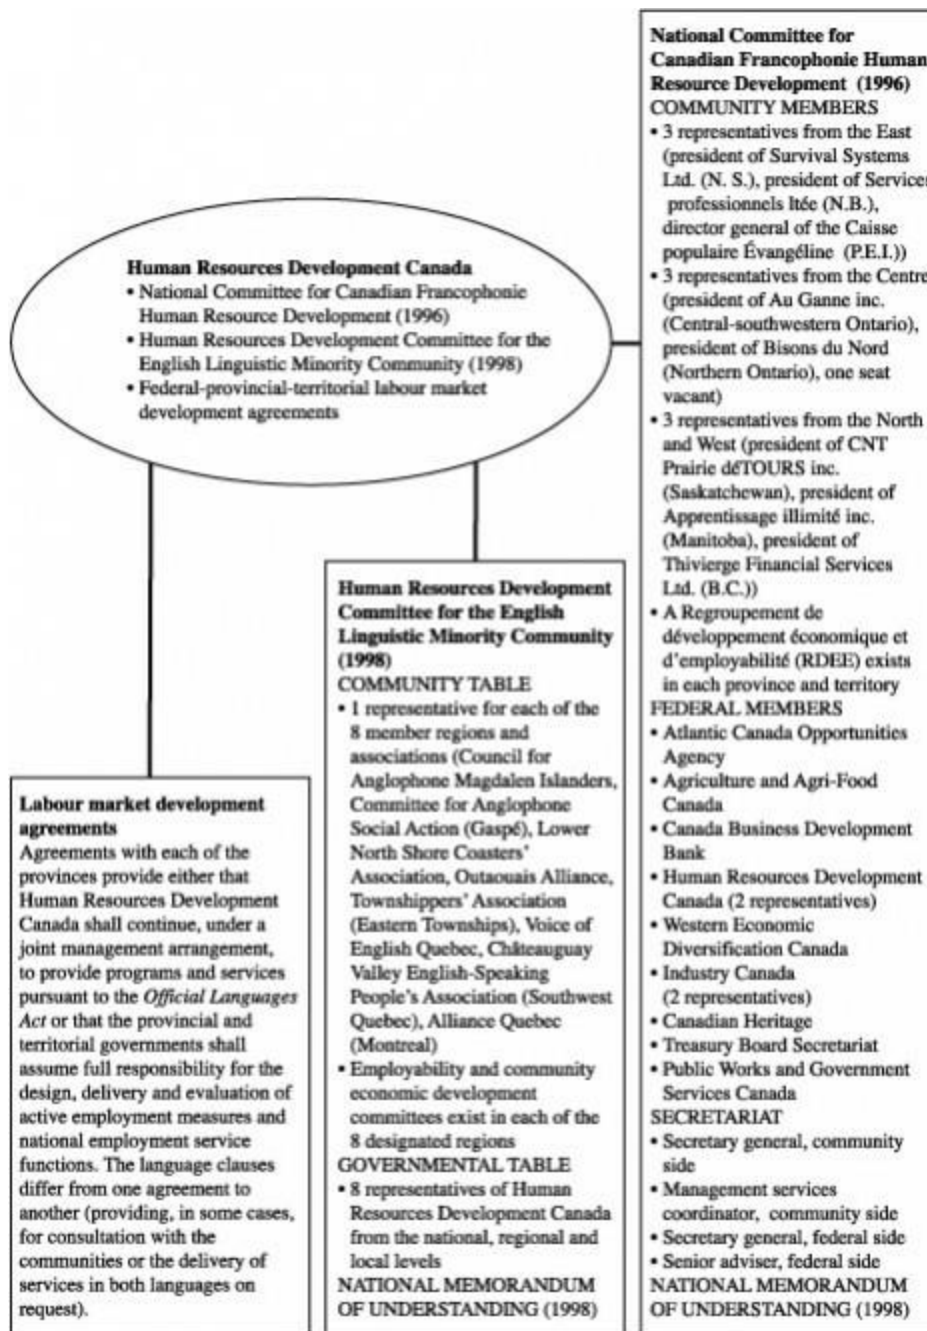 Human Resources Development Canada
• National Committee for Canadian Francophonie
Human Resource Development (1996)
• Human Resources Development Committee for the
English Linguistic Minority Community (1998)
• Federal-provincial-territorial labour market
development agreements
Labour market development
agreements
Agreements with each of the
provinces provide either that
Human Resources Development
Canada shall continue, under a
joint management arrangement,
to provide programs and services
pursuant to the Official Languages
Act or that the provincial and
territorial governments shall
assume full responsibility for the
design, delivery and evaluation of
active employment measures and
national employment service
functions. The language clauses
differ from one agreement to
another (providing, in some cases,
for consultation with the
communities or the delivery of
services in both languages on
request).
Human Resources Development
Committee for the English
Linguistic Minority Community
(1998)
COMMUNITY TABLE
• 1 representative for each of the
8 member regions and
associations (Council for
Anglophone Magdalen Islanders,
Committee for Anglophone
Social Action (Gaspé), Lower
North Shore Coasters'
Association, Outaouais Alliance,
Townshippers' Association
(Eastern Townships), Voice of
English Quebec, Châteauguay
Valley English-Speaking
People's Association (Southwest
Quebec), Alliance Quebec
(Montreal)
• Employability and community
economic development
committees exist in each of the
8 designated regions
GOVERNMENTAL TABLE
• 8 representatives of Human
Resources Development Canada
from the national, regional and
local levels
NATIONAL MEMORANDUM
OF UNDERSTANDING (1998)
National Committee for
Canadian Francophonie Human
Resource Development (1996)
COMMUNITY MEMBERS
• 3 representatives from the East
(president of Survival Systems
Ltd. (N. S.), president of Services
professionnels ltée (N.B.),
director general of the Caisse
populaire Évangéline (P.E.I.))
• 3 representatives from the Centre
(president of Au Ganne inc.
(Central-southwestern Ontario),
president of Bisons du Nord
(Northern Ontario), one seat
vacant)
• 3 representatives from the North
and West (president of CNT
Prairie déTOURS inc.
(Saskatchewan), president of
Apprentissage illimité inc.
(Manitoba), president of
Thivierge Financial Services
Ltd. (B.C.))
• A Regroupement de
développement économique et
d'employabilité (RDEE) exists
in each province and territory
FEDERAL MEMBERS
• Atlantic Canada Opportunities
Agency
• Agriculture and Agri-Food
Canada
• Canada Business Development
Bank
• Human Resources Development
Canada (2 representatives)
• Western Economic
Diversification Canada
• Industry Canada
(2 representatives)
• Canadian Heritage
• Treasury Board Secretariat
• Public Works and Government
Services Canada
SECRETARIAT
• Secretary general, community
side
• Management services
coordinator, community side
• Secretary general, federal side
• Senior adviser, federal side
NATIONAL MEMORANDUM
OF UNDERSTANDING (1998)